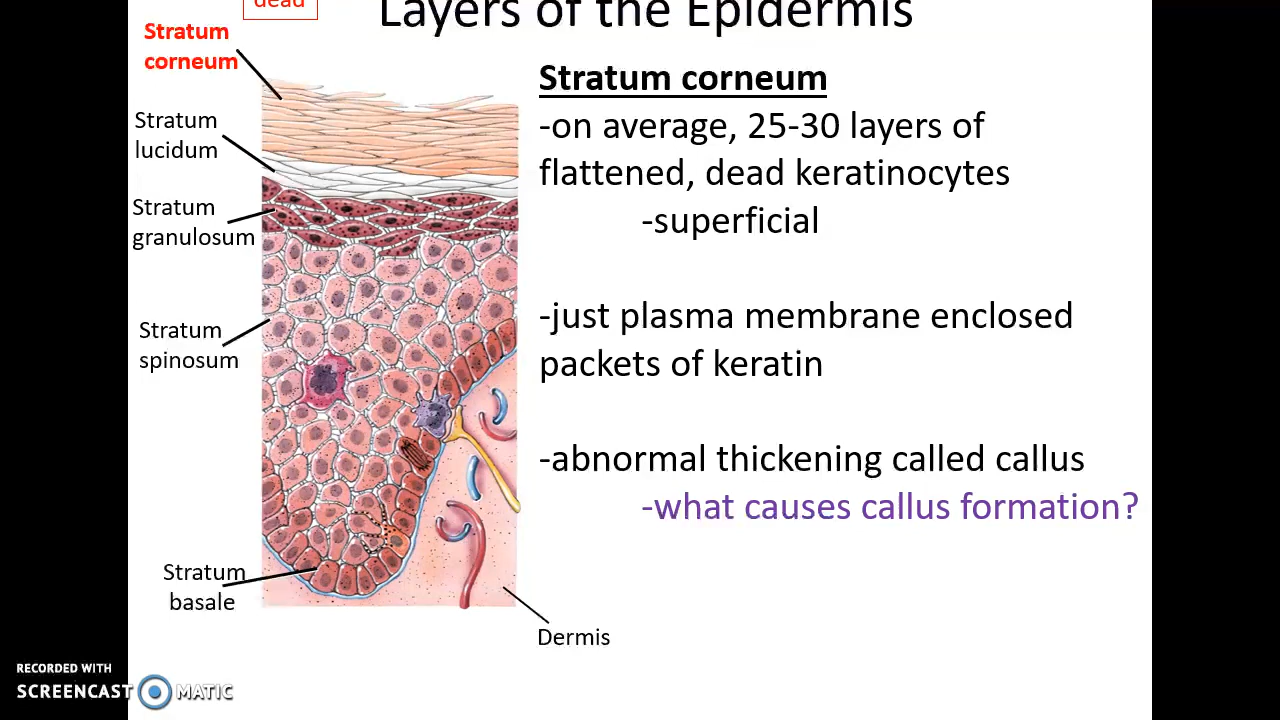 dead
Layers of the Epidermis
Stratum
corneum
Stratum
lucidum
Stratum
granulosum
Stratum
spinosum
Stratum
basale
Dermis
Stratum corneum
-on average, 25-30 layers of
flattened, dead keratinocytes
-superficial
-just plasma membrane enclosed
packets of keratin
-abnormal thickening called callus
-what causes callus formation?
RECORDED WITH
SCREENCAST MATIC